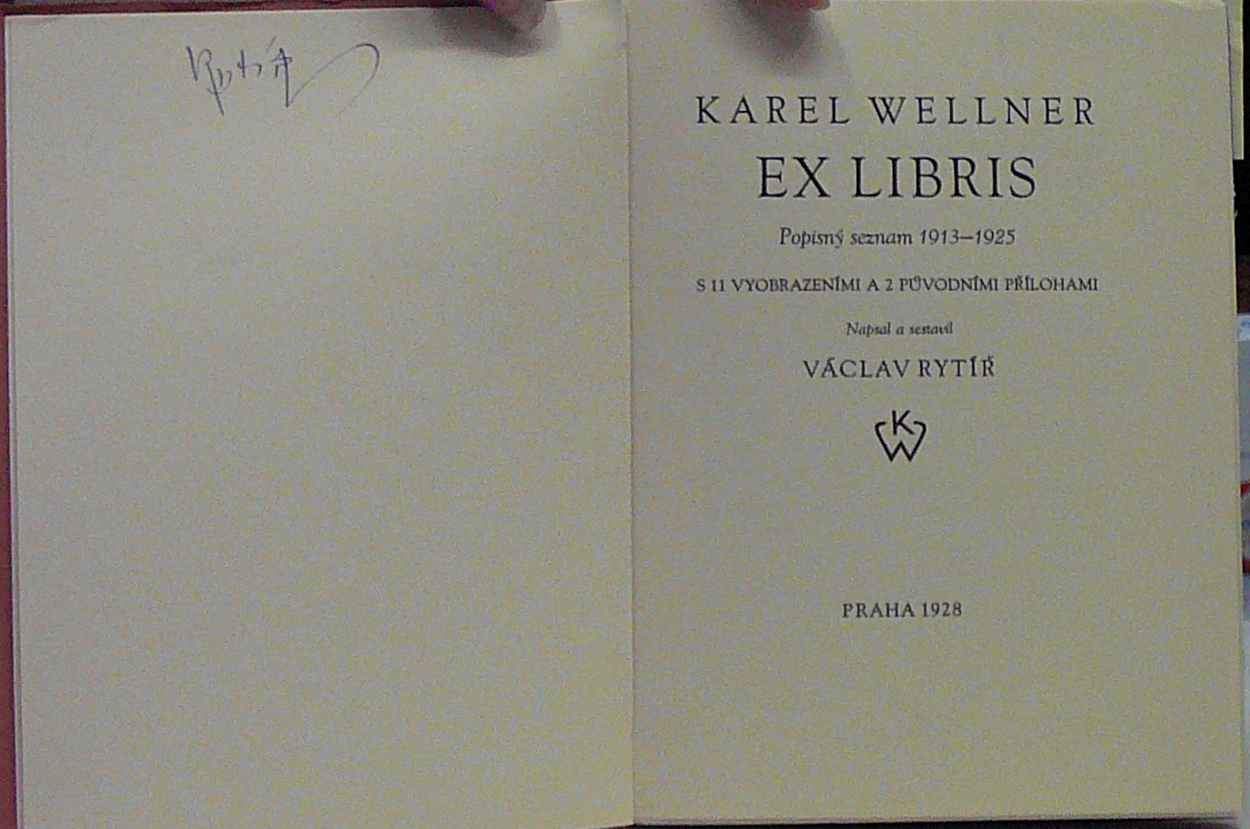 KAREL WELLNER
EX LIBRIS
Popisný seznam 1913—1925
S 11 VYOBRAZENÍMI A 2 PŮVODNÍMI PŘÍLOHAMI
Napsal a sestavil
VÁCLAV RYTÍŘ
KW
PRAHA 1928